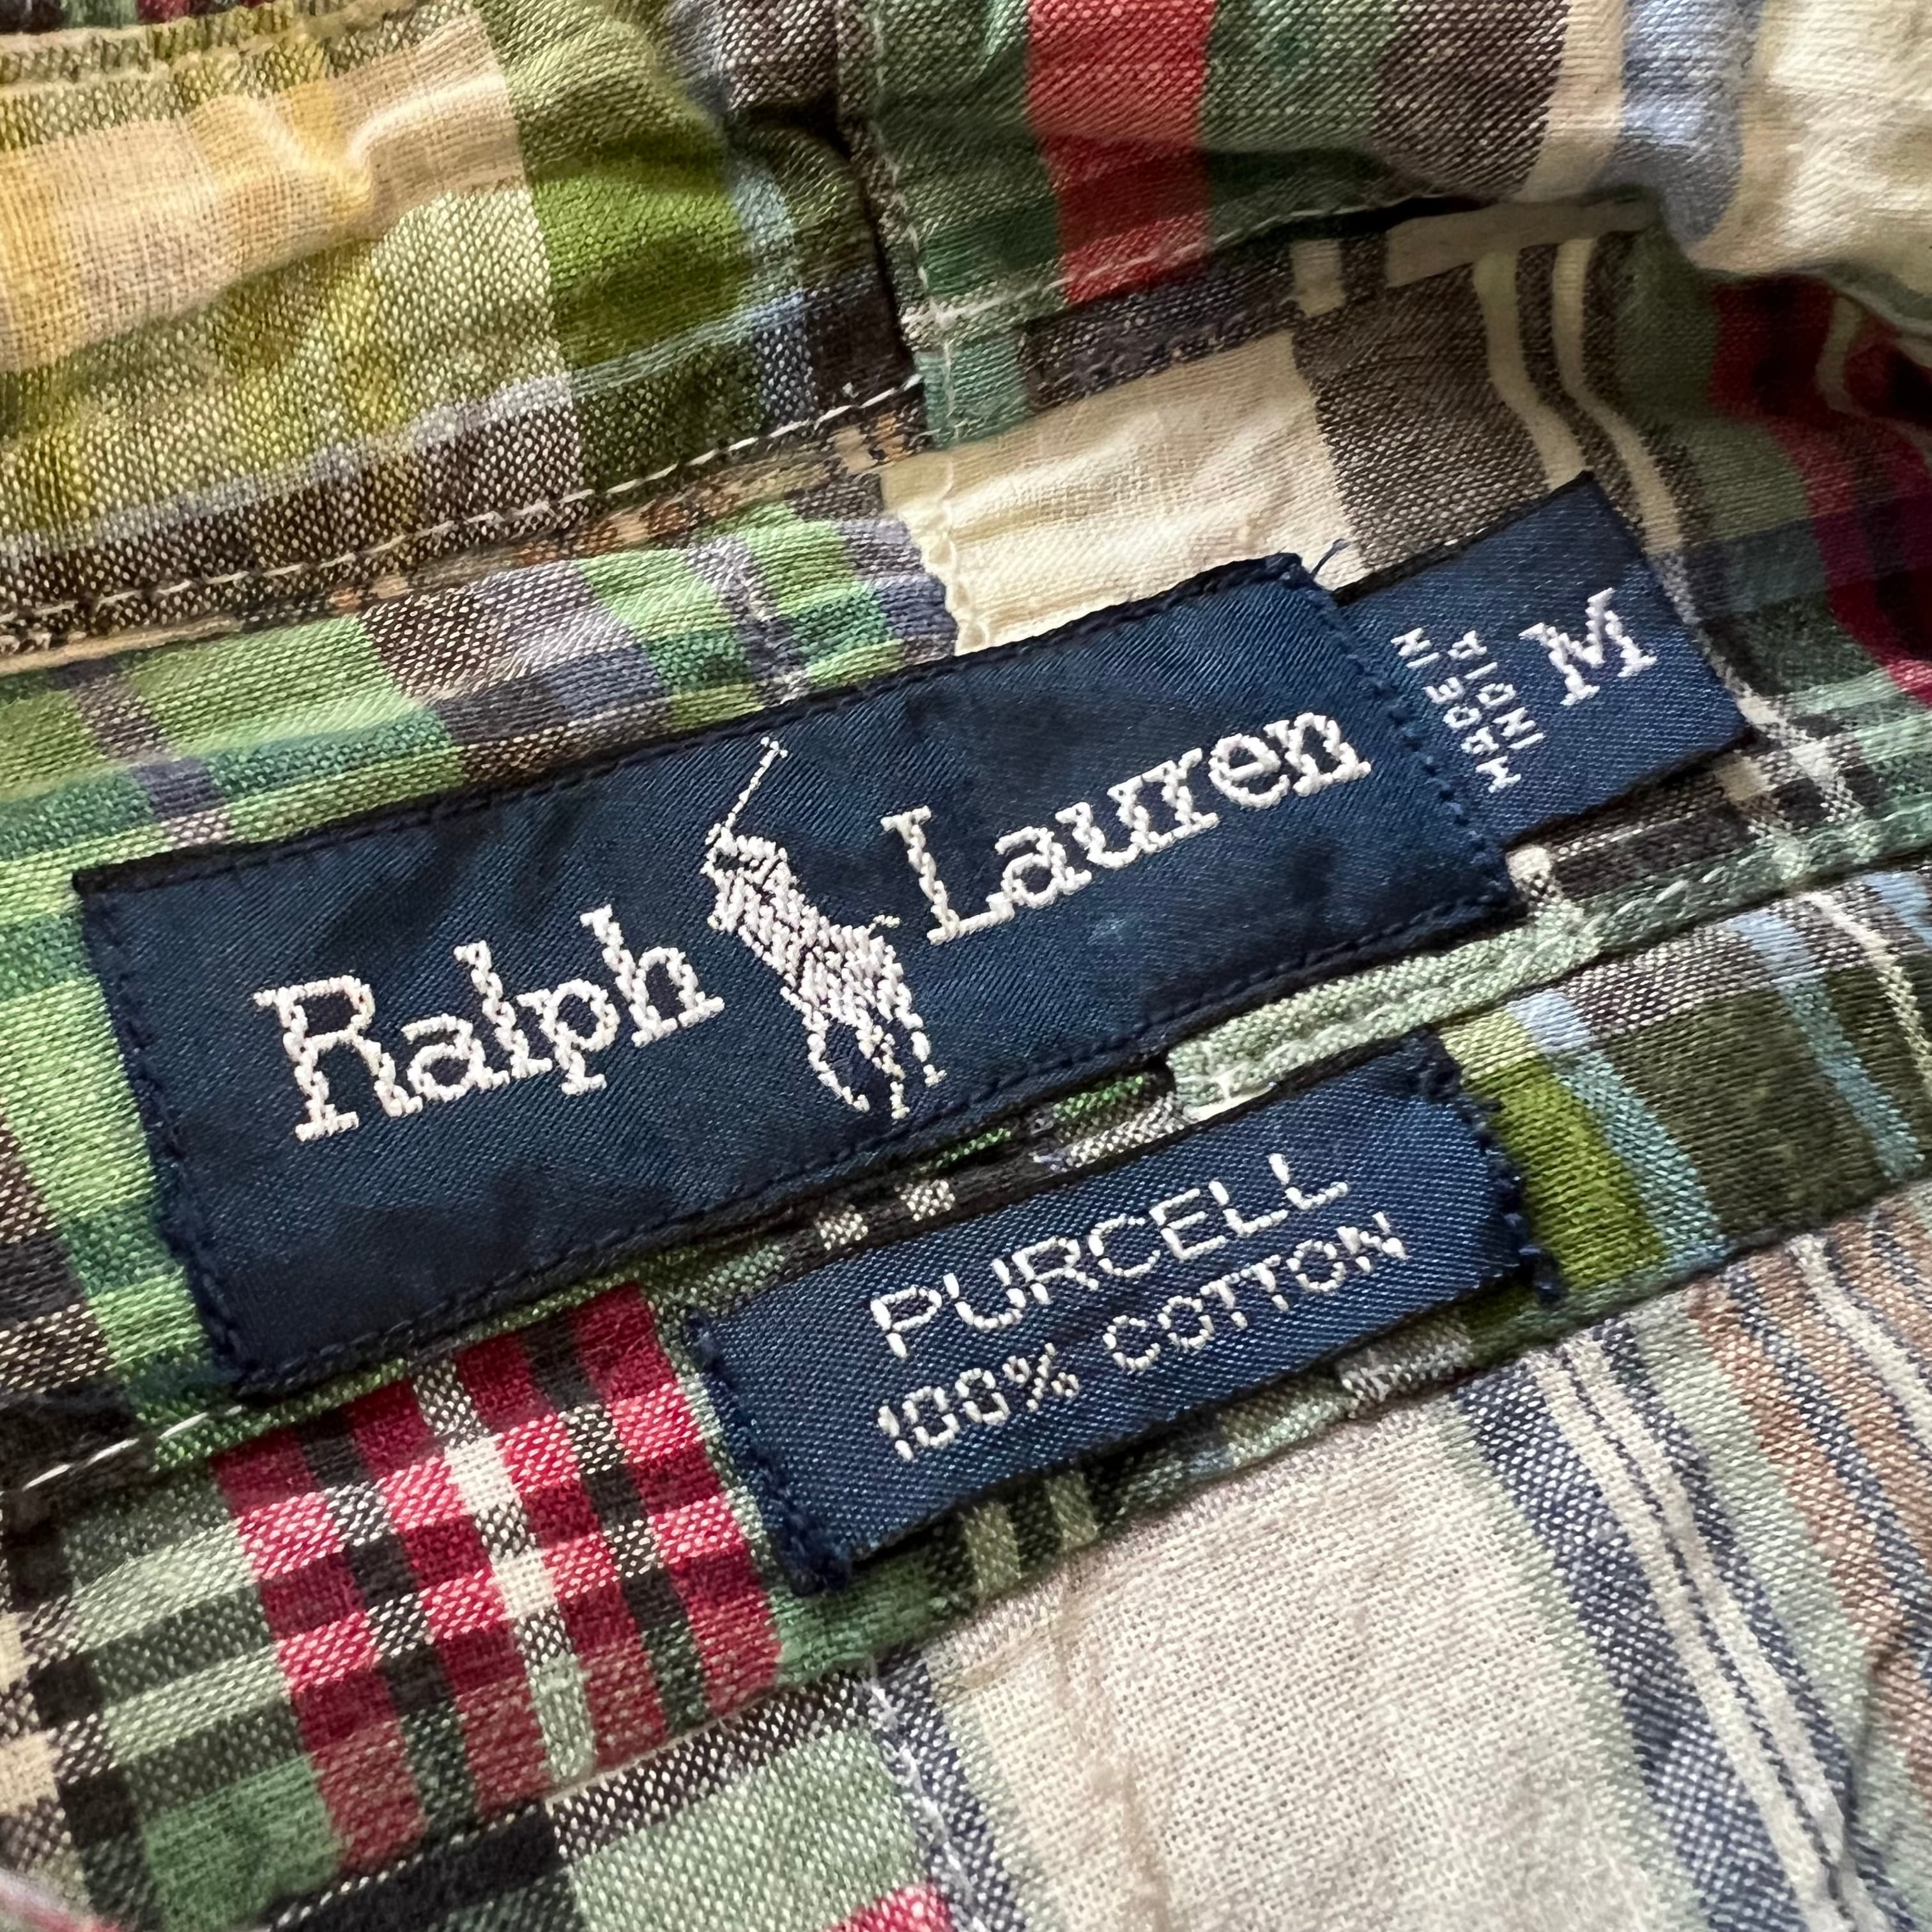 Ralph Lauren
MADE IN
INDIA
M
PURCELL
100% COTTON